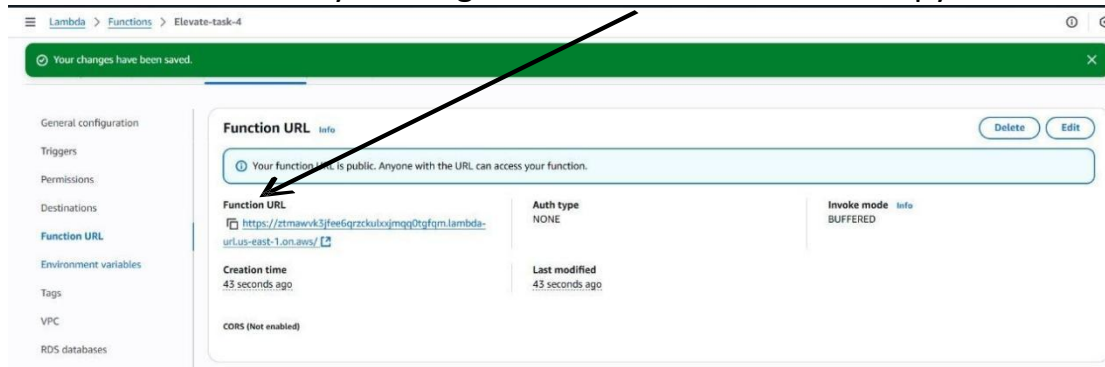 Lambda > Functions > Elevate-task-4
Your changes have been saved.
General configuration
Triggers
Permissions
Destinations
Function URL
Environment variables
Tags
VPC
RDS databases
Function URL Info
Delete
Edit
Your function URL is public. Anyone with the URL can access your function.
Function URL
https://ztmawvk3jfee6qrzckulxxjmqq0tgfqm.lambda-
url.us-east-1.on.aws/
Auth type
NONE
Invoke mode Info
BUFFERED
Creation time
43 seconds ago
Last modified
43 seconds ago
CORS (Not enabled)